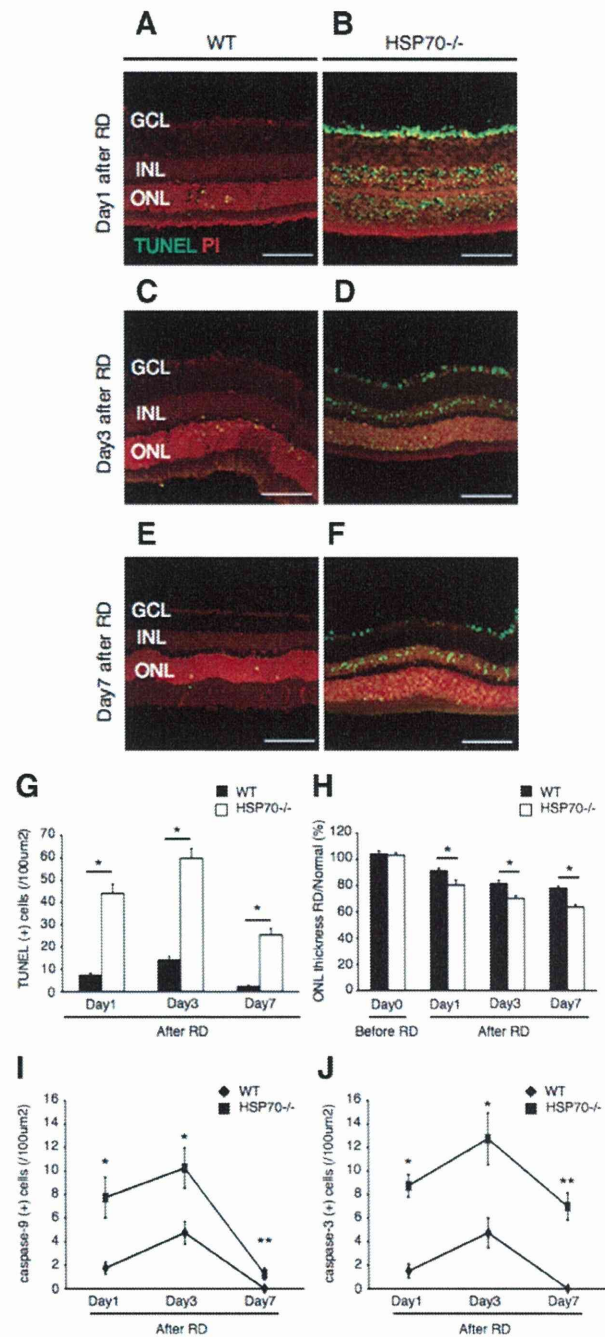 A
B
WT
HSP70-/-
Day1 after RD
GCL
INL
ONL
TUNEL PI
C
D
Day3 after RD
GCL
INL
ONL
E
F
Day7 after RD
GCL
INL
ONL
G
WT
HSP70-/-
TUNEL (+) cells (/100um2)
70
60
50
40
30
20
10
0
*
*
*
Day1
Day3
Day7
After RD
H
WT
HSP70-/-
ONL thickness RD/Normal (%)
120
100
80
60
40
20
0
*
*
*
Day0
Day1
Day3
Day7
Before RD
After RD
I
WT
HSP70-/-
caspase-9 (+) cells (/100um2)
16
14
12
10
8
6
4
2
0
*
*
**
Day1
Day3
Day7
After RD
J
WT
HSP70-/-
caspase-3 (+) cells (/100um2)
16
14
12
10
8
6
4
2
0
*
*
**
Day1
Day3
Day7
After RD